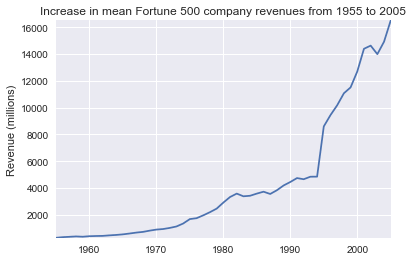 Increase in mean Fortune 500 company revenues from 1955 to 2005
Revenue (millions)
16000
14000
12000
10000
8000
6000
4000
2000
1960 1970 1980 1990 2000